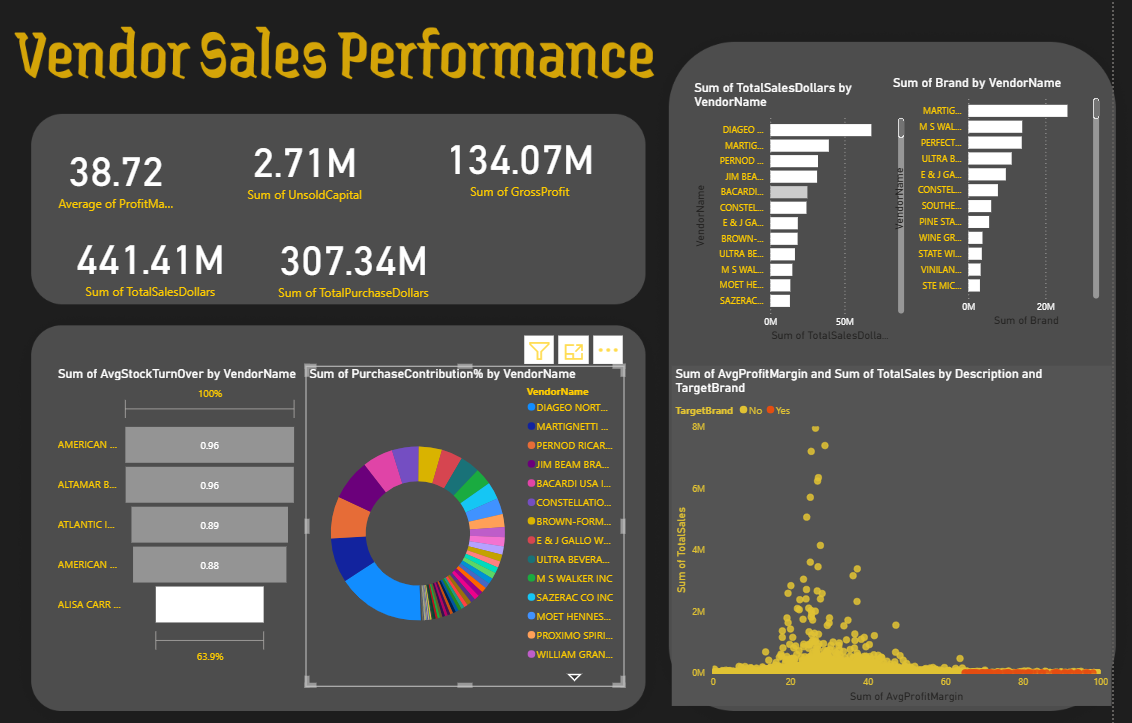 Vendor Sales Performance
38.72
Average of ProfitMa...
2.71M
Sum of UnsoldCapital
134.07M
Sum of GrossProfit
441.41M
Sum of TotalSalesDollars
307.34M
Sum of TotalPurchaseDollars
Sum of TotalSalesDollars by
VendorName
VendorName
DIAGEO ...
MARTIG...
PERNOD ...
JIM BEA...
BACARDI...
CONSTEL...
E & J GA...
BROWN-...
ULTRA BE...
M S WAL...
MOET HE...
SAZERAC...
0M
50M
Sum of TotalSalesDolla...
Sum of Brand by VendorName
VendorName
MARTIG...
M S WAL...
PERFECT...
ULTRA B...
E & J GA...
CONSTEL...
SOUTHE...
PINE STA...
WINE GR...
STATE WI...
VINILAN...
STE MIC...
0M
20M
Sum of Brand
Sum of AvgStockTurnOver by VendorName
100%
AMERICAN ...
0.96
ALTAMAR B...
0.96
ATLANTIC I...
0.89
AMERICAN ...
0.88
ALISA CARR ...
63.9%
Sum of PurchaseContribution% by VendorName
VendorName
DIAGEO NORT...
MARTIGNETTI ...
PERNOD RICAR...
JIM BEAM BRA...
BACARDI USA I...
CONSTELLATIO...
BROWN-FORM...
E & J GALLO W...
ULTRA BEVERA...
M S WALKER INC
SAZERAC CO INC
MOET HENNES...
PROXIMO SPIRI...
WILLIAM GRAN...
Sum of AvgProfitMargin and Sum of TotalSales by Description and
TargetBrand
TargetBrand No Yes
Sum of TotalSales
8M
6M
4M
2M
0M
0 20 40 60 80 100
Sum of AvgProfitMargin